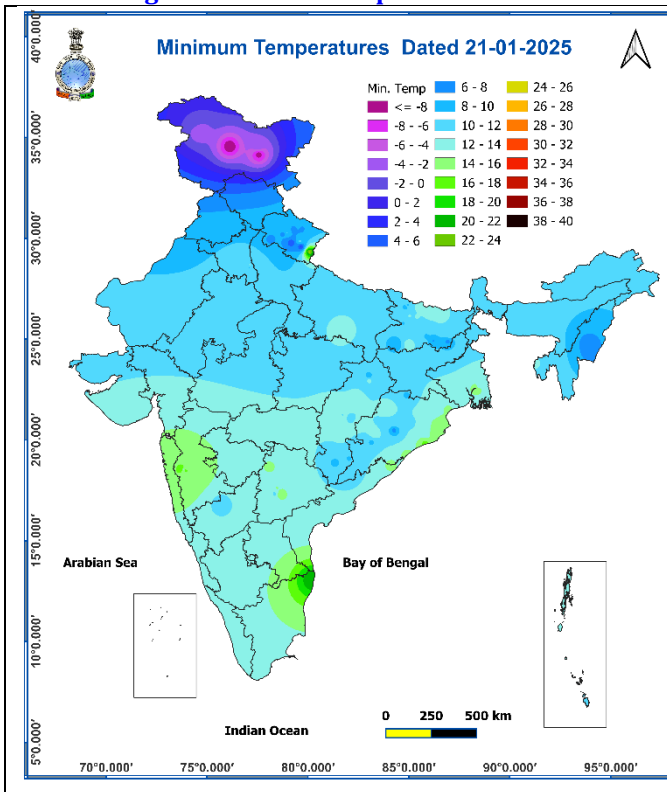 Minimum Temperatures Dated 21-01-2025
Min. Temp
<= -8
-8 - -6
-6 - -4
-4 - -2
-2 - 0
0 - 2
2 - 4
4 - 6
6 - 8
8 - 10
10 - 12
12 - 14
14 - 16
16 - 18
18 - 20
20 - 22
22 - 24
24 - 26
26 - 28
28 - 30
30 - 32
32 - 34
34 - 36
36 - 38
38 - 40
40°0.000'
35°0.000'
30°0.000'
25°0.000'
20°0.000'
15°0.000'
10°0.000'
5°0.000'
Arabian Sea
Bay of Bengal
Indian Ocean
0 250 500 km
70°0.000' 75°0.000' 80°0.000' 85°0.000' 90°0.000' 95°0.000'